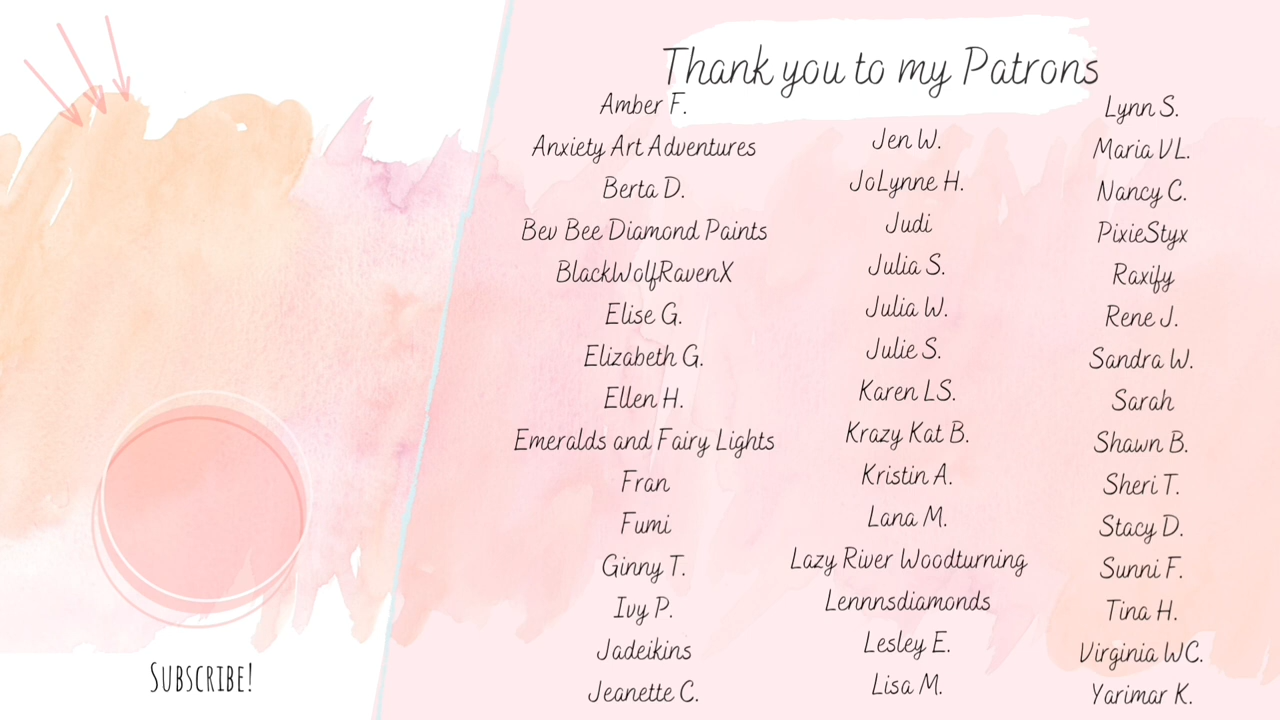 Thank you to my Patrons
Amber F.
Anxiety Art Adventures
Berta D.
Bev Bee Diamond Paints
BlackWolfRavenX
Elise G.
Elizabeth G.
Ellen H.
Emeralds and Fairy Lights
Fran
Fumi
Ginny T.
Ivy P.
Jadeikins
Jeanette C.
Jen W.
JoLynne H.
Judi
Julia S.
Julia W.
Julie S.
Karen LS.
Krazy Kat B.
Kristin A.
Lana M.
Lazy River Woodturning
Lennnsdiamonds
Lesley E.
Lisa M.
Lynn S.
Maria VL.
Nancy C.
PixieStyx
Raxify
Rene J.
Sandra W.
Sarah
Shawn B.
Sheri T.
Stacy D.
Sunni F.
Tina H.
Virginia WC.
Yarimar K.
SUBSCRIBE!